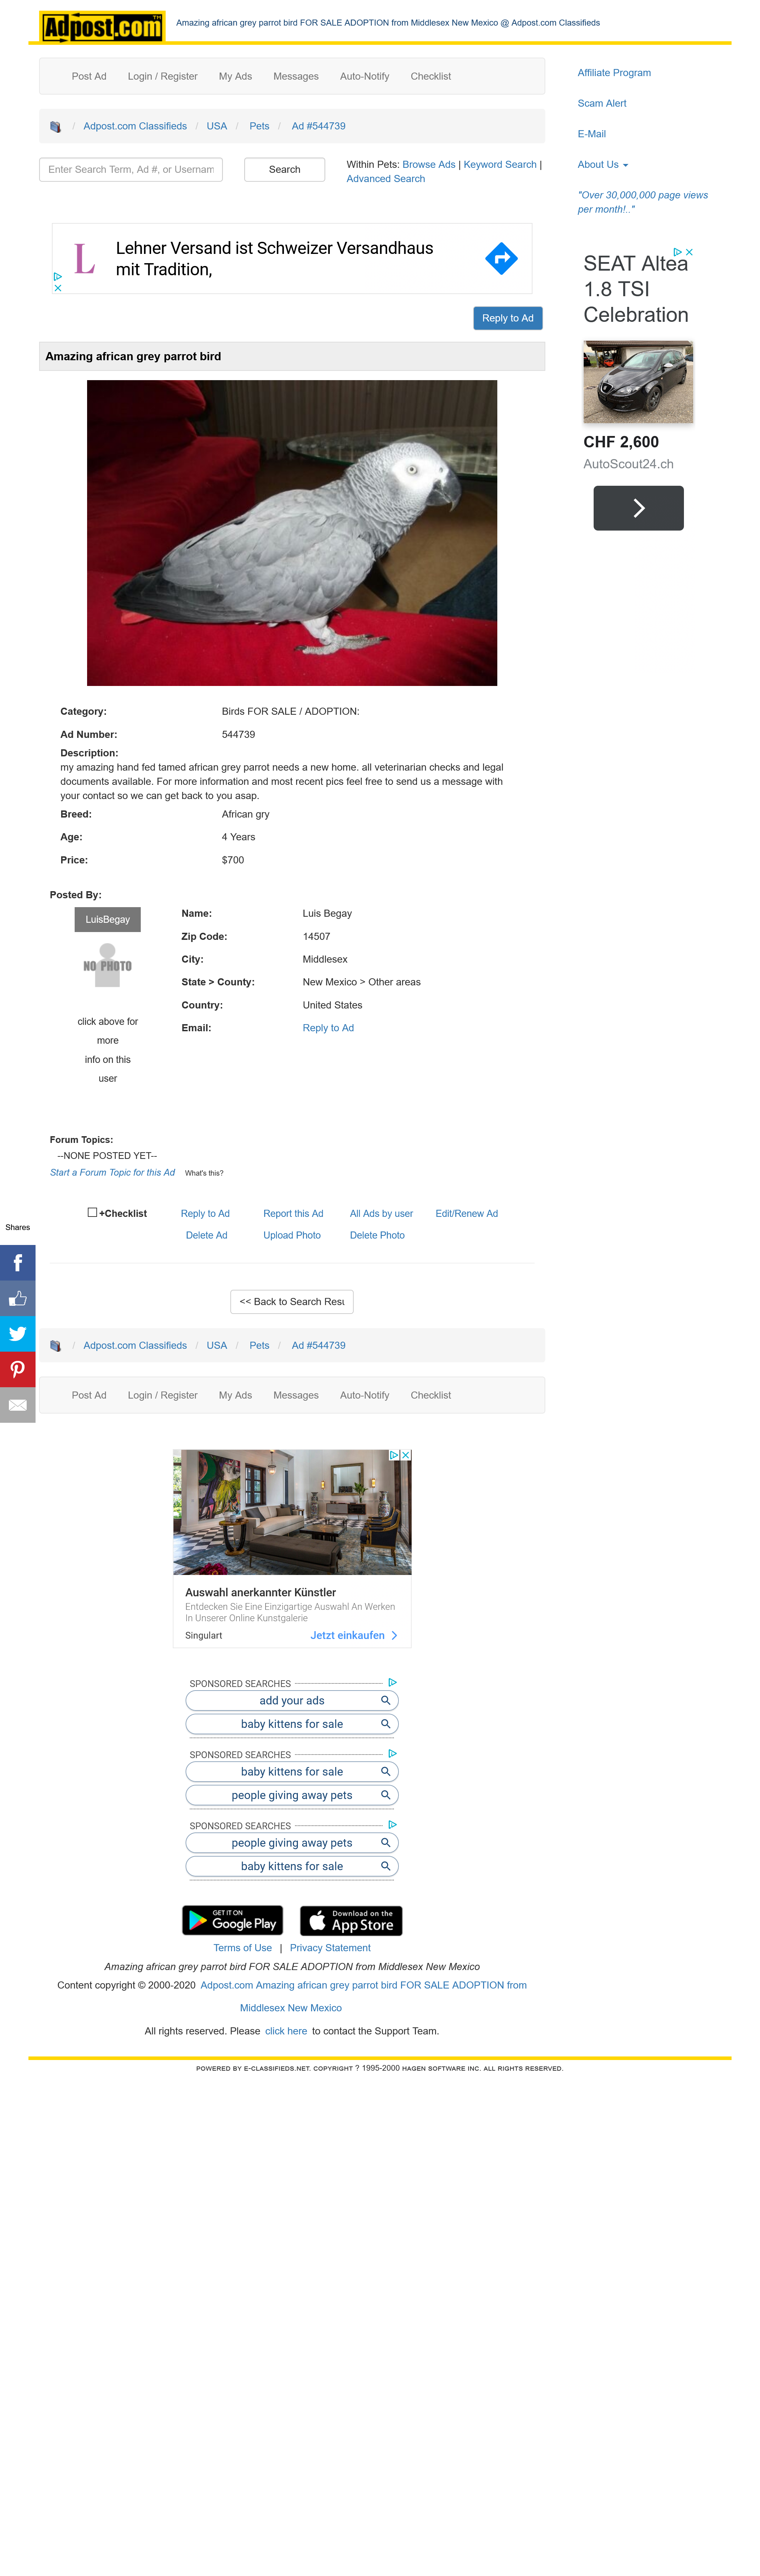 Adpost.com™
Amazing african grey parrot bird FOR SALE ADOPTION from Middlesex New Mexico @ Adpost.com Classifieds
Post Ad Login / Register My Ads Messages Auto-Notify Checklist
Affiliate Program
Scam Alert
E-Mail
About Us
"Over 30,000,000 page views
per month!.."
/ Adpost.com Classifieds / USA / Pets / Ad #544739
Enter Search Term, Ad #, or Usernam
Search
Within Pets: Browse Ads | Keyword Search |
Advanced Search
L
Lehner Versand ist Schweizer Versandhaus
mit Tradition,
SEAT Altea
1.8 TSI
Celebration
CHF 2,600
AutoScout24.ch
Reply to Ad
Amazing african grey parrot bird
Category: Birds FOR SALE / ADOPTION:
Ad Number: 544739
Description:
my amazing hand fed tamed african grey parrot needs a new home. all veterinarian checks and legal
documents available. For more information and most recent pics feel free to send us a message with
your contact so we can get back to you asap.
Breed: African gry
Age: 4 Years
Price: $700
Posted By:
LuisBegay
NO PHOTO
click above for
more
info on this
user
Name: Luis Begay
Zip Code: 14507
City: Middlesex
State > County: New Mexico > Other areas
Country: United States
Email: Reply to Ad
Forum Topics:
--NONE POSTED YET--
Start a Forum Topic for this Ad What's this?
+Checklist Reply to Ad Report this Ad All Ads by user Edit/Renew Ad
Delete Ad Upload Photo Delete Photo
Shares
<< Back to Search Resu
/ Adpost.com Classifieds / USA / Pets / Ad #544739
Post Ad Login / Register My Ads Messages Auto-Notify Checklist
Auswahl anerkannter Künstler
Entdecken Sie Eine Einzigartige Auswahl An Werken
In Unserer Online Kunstgalerie
Singulart Jetzt einkaufen
SPONSORED SEARCHES
add your ads
baby kittens for sale
SPONSORED SEARCHES
baby kittens for sale
people giving away pets
SPONSORED SEARCHES
people giving away pets
baby kittens for sale
GET IT ON
Google Play
Download on the
App Store
Terms of Use | Privacy Statement
Amazing african grey parrot bird FOR SALE ADOPTION from Middlesex New Mexico
Content copyright © 2000-2020 Adpost.com Amazing african grey parrot bird FOR SALE ADOPTION from
Middlesex New Mexico
All rights reserved. Please click here to contact the Support Team.
POWERED BY E-CLASSIFIEDS.NET. COPYRIGHT ? 1995-2000 HAGEN SOFTWARE INC. ALL RIGHTS RESERVED.